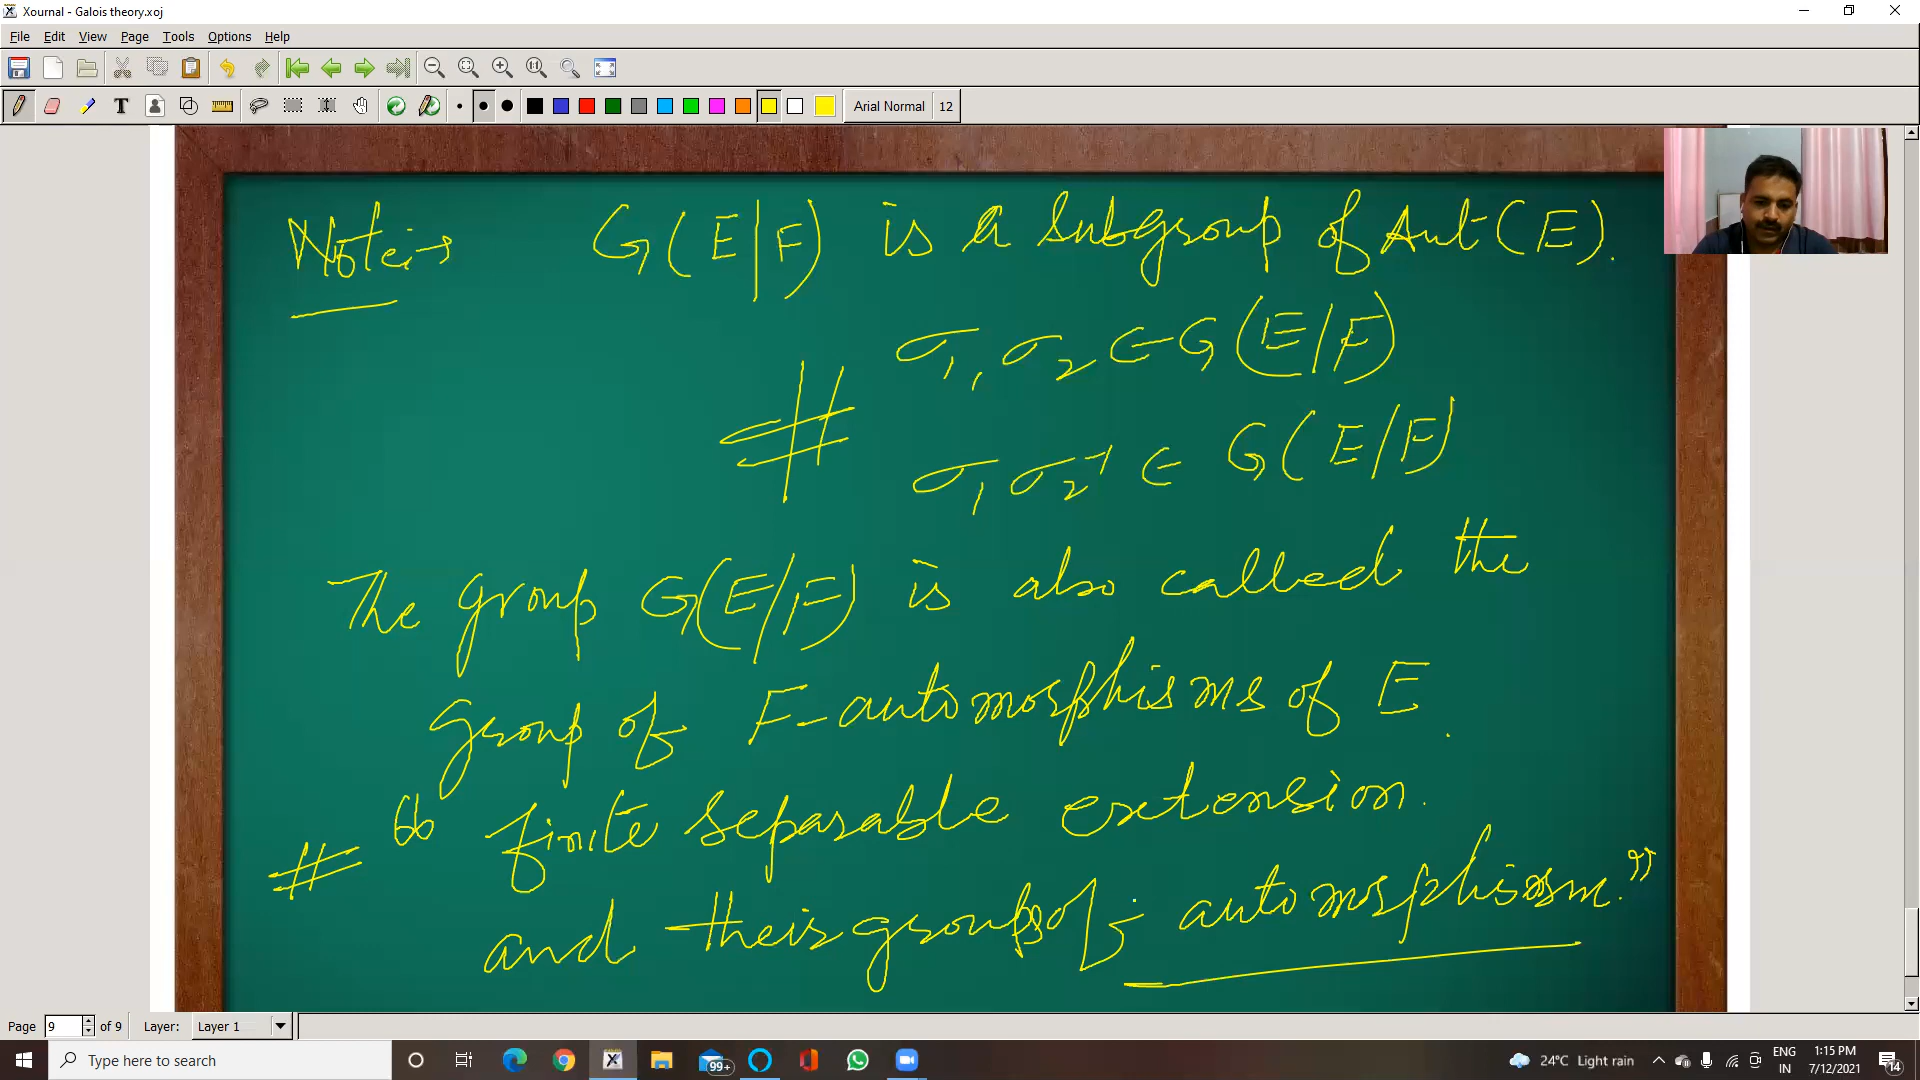 Xournal - Galois theory.xoj
File Edit View Page Tools Options Help
Arial Normal 12
Note:→ G(E|F) is a subgroup of Aut(E).
σ₁, σ₂ ∈ G(E/F)
#
σ₁ σ₂⁻¹ ∈ G(E/F)
The group G(E/F) is also called the
group of F-automorphisms of E.
# “ finite separable extension.
and their groups of automorphism.”
Page 9 of 9 Layer: Layer 1
Type here to search
99+
24°C Light rain
ENG
IN
1:15 PM
7/12/2021
14